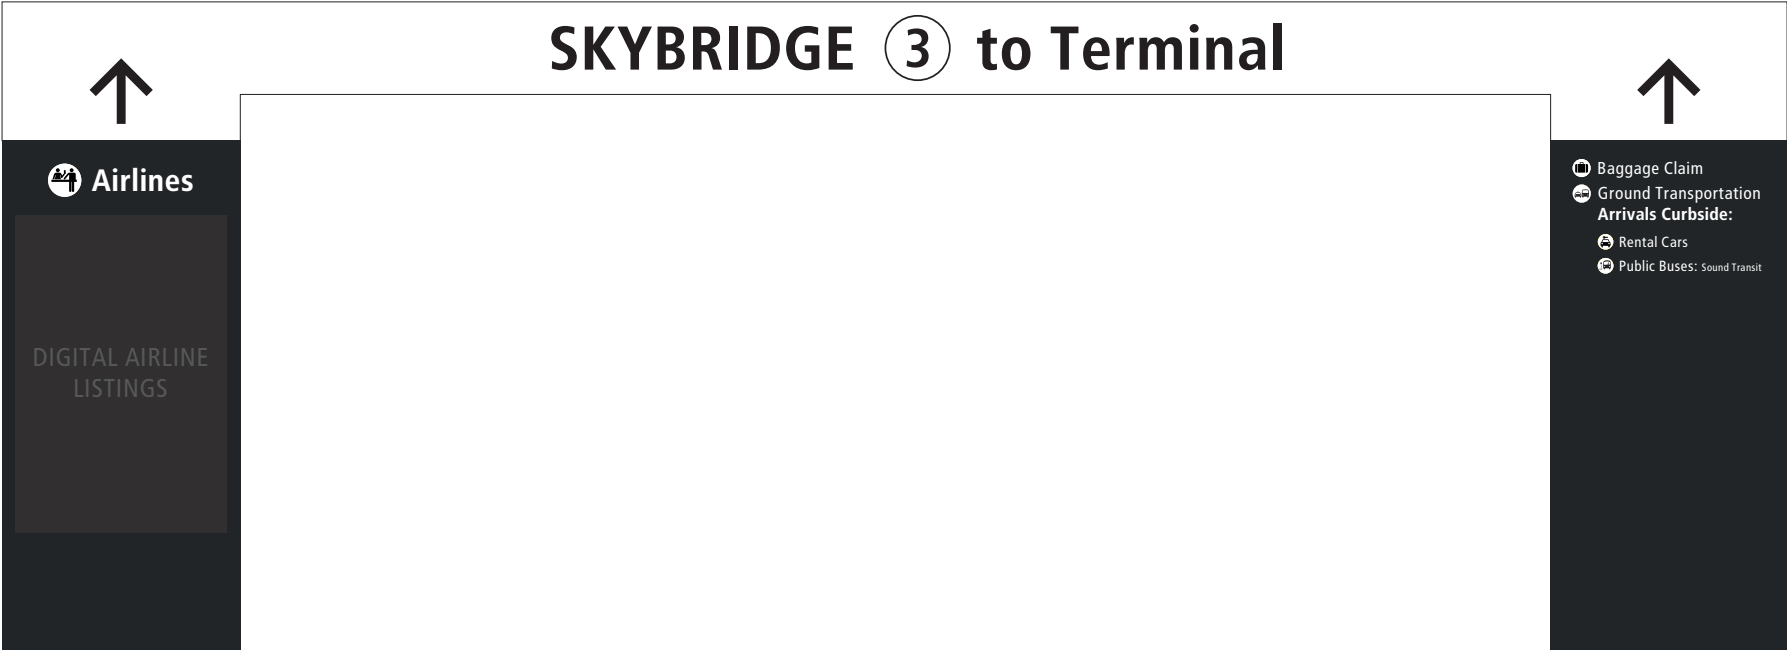 SKYBRIDGE 3 to Terminal
Airlines
DIGITAL AIRLINE
LISTINGS
Baggage Claim
Ground Transportation
Arrivals Curbside:
Rental Cars
Public Buses: Sound Transit